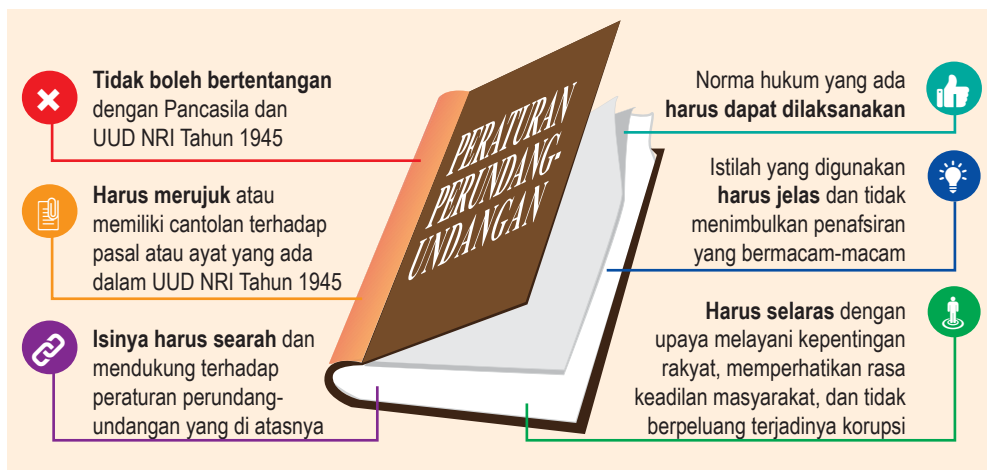 Tidak boleh bertentangan
dengan Pancasila dan
UUD NRI Tahun 1945
Harus merujuk atau
memiliki cantolan terhadap
pasal atau ayat yang ada
dalam UUD NRI Tahun 1945
Isinya harus searah dan
mendukung terhadap
peraturan perundang-
undangan yang di atasnya
PERATURAN
PERUNDANG-
UNDANGAN
Norma hukum yang ada
harus dapat dilaksanakan
Istilah yang digunakan
harus jelas dan tidak
menimbulkan penafsiran
yang bermacam-macam
Harus selaras dengan
upaya melayani kepentingan
rakyat, memperhatikan rasa
keadilan masyarakat, dan tidak
berpeluang terjadinya korupsi